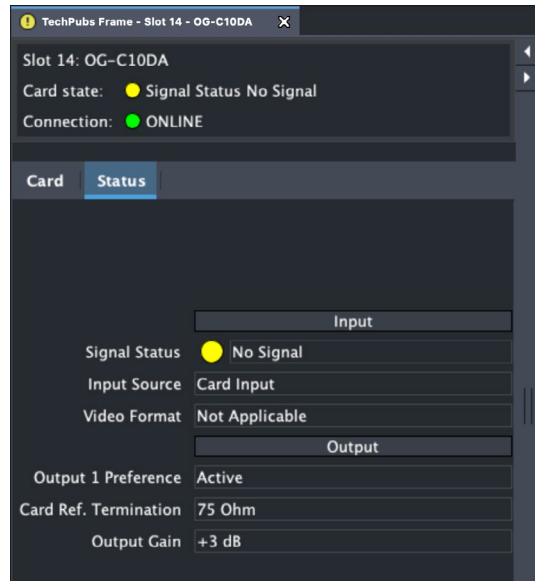 TechPubs Frame - Slot 14 - OG-C10DA X
Slot 14: OG-C10DA
Card state: Signal Status No Signal
Connection: ONLINE
Card Status
Input
Signal Status No Signal
Input Source Card Input
Video Format Not Applicable
Output
Output 1 Preference Active
Card Ref. Termination 75 Ohm
Output Gain +3 dB